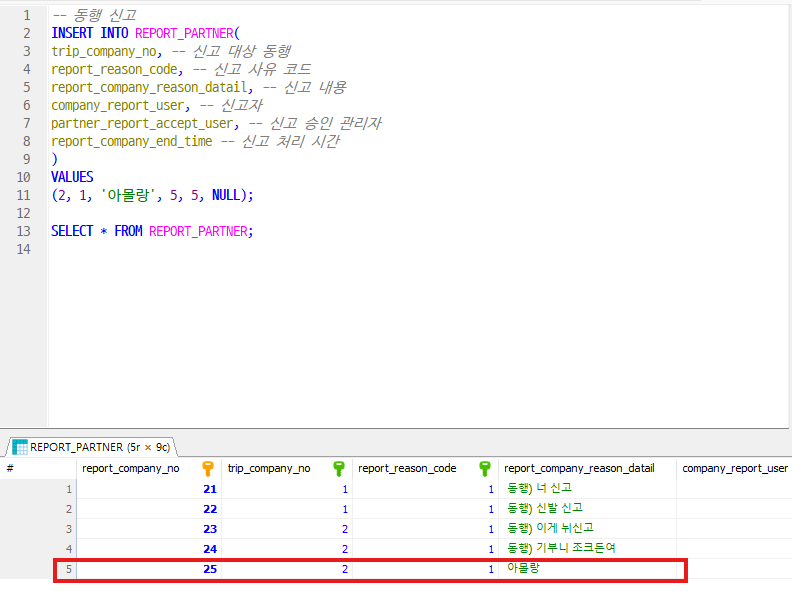 1 -- 동행 신고
2 INSERT INTO REPORT_PARTNER(
3 trip_company_no, -- 신고 대상 동행
4 report_reason_code, -- 신고 사유 코드
5 report_company_reason_datail, -- 신고 내용
6 company_report_user, -- 신고자
7 partner_report_accept_user, -- 신고 승인 관리자
8 report_company_end_time -- 신고 처리 시간
9 )
10 VALUES
11 (2, 1, '아몰랑', 5, 5, NULL);
12
13 SELECT * FROM REPORT_PARTNER;
14
REPORT_PARTNER (5r × 9c)
# report_company_no trip_company_no report_reason_code report_company_reason_datail company_report_user
1 21 1 1 동행) 너 신고
2 22 1 1 동행) 신발 신고
3 23 2 1 동행) 이게 뉘신고
4 24 2 1 동행) 기부니 조크든여
5 25 2 1 아몰랑